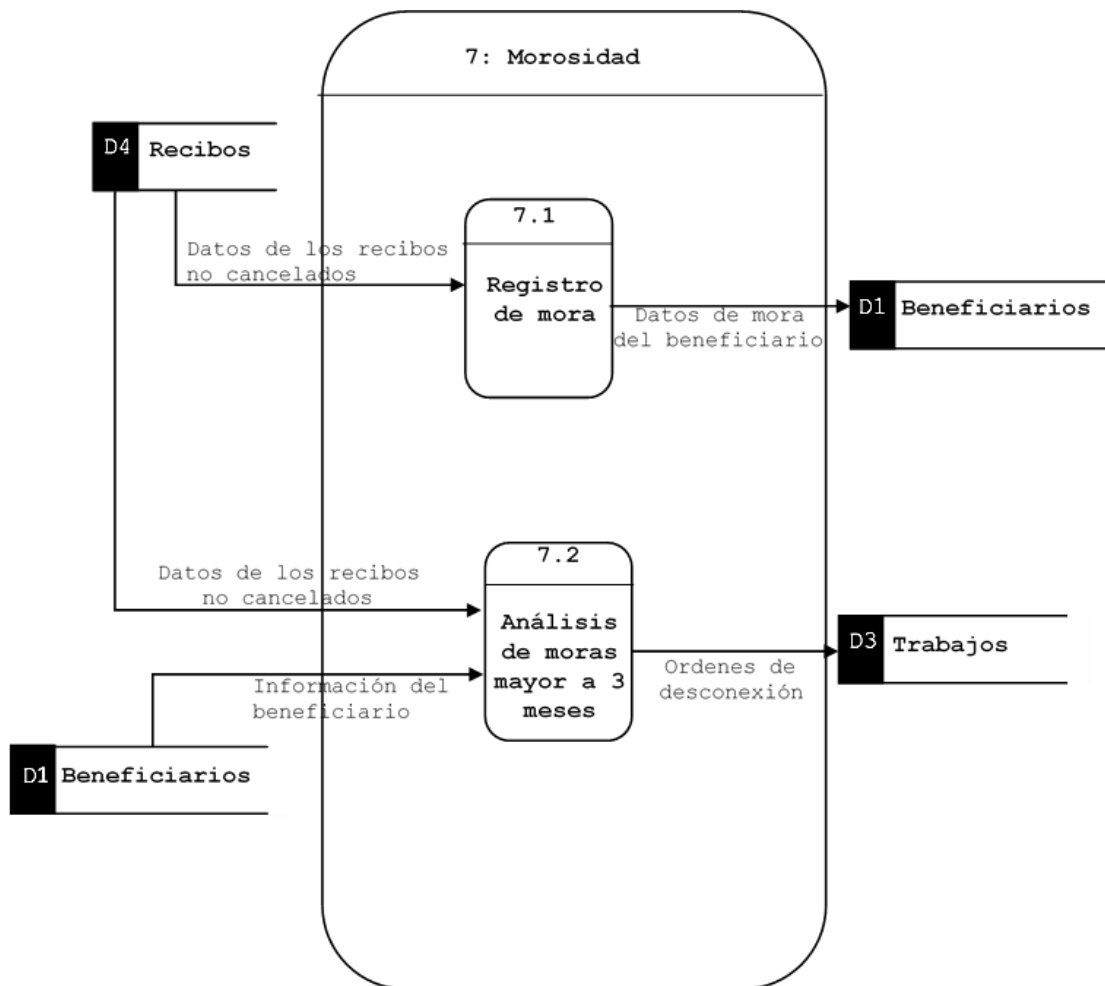 7: Morosidad
D4 Recibos
7.1
Datos de los recibos
no cancelados
Registro
de mora
D1 Beneficiarios
Datos de mora
del beneficiario
7.2
Datos de los recibos
no cancelados
Análisis
de moras
mayor a 3
meses
D3 Trabajos
Ordenes de
desconexión
Información del
beneficiario
D1 Beneficiarios